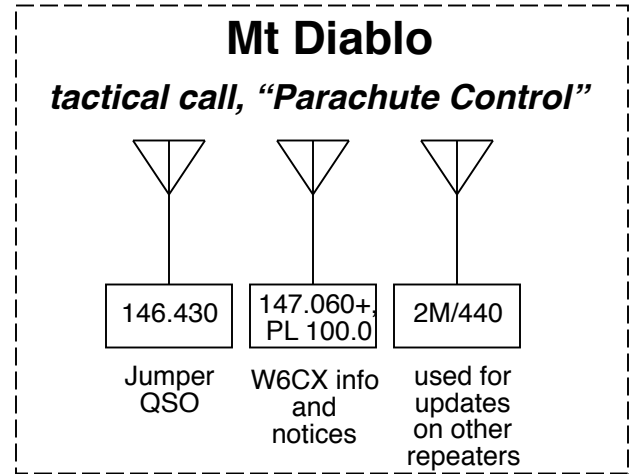 Mt Diablo
tactical call, “Parachute Control”
146.430
147.060+,
PL 100.0
2M/440
Jumper
QSO
W6CX info
and
notices
used for
updates
on other
repeaters